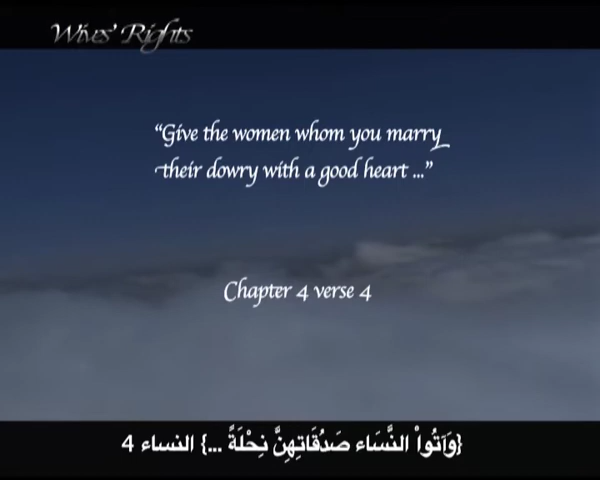 Wives' Rights
“Give the women whom you marry
their dowry with a good heart ...”
Chapter 4 verse 4
{وَآتُواْ النَّسَاء صَدُقَاتِهِنَّ نِحْلَةً ...} النساء 4